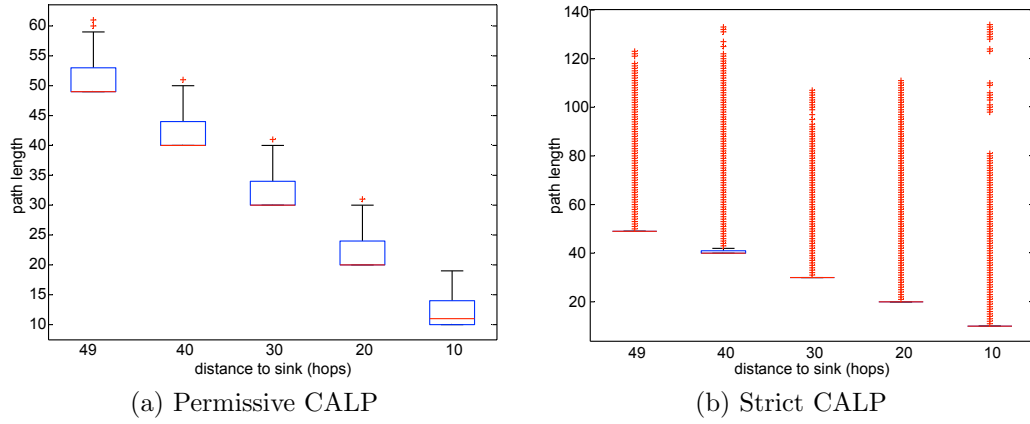 60
55
50
45
40
35
30
25
20
15
10
path length
49 40 30 20 10
distance to sink (hops)
(a) Permissive CALP
140
120
100
80
60
40
20
path length
49 40 30 20 10
distance to sink (hops)
(b) Strict CALP